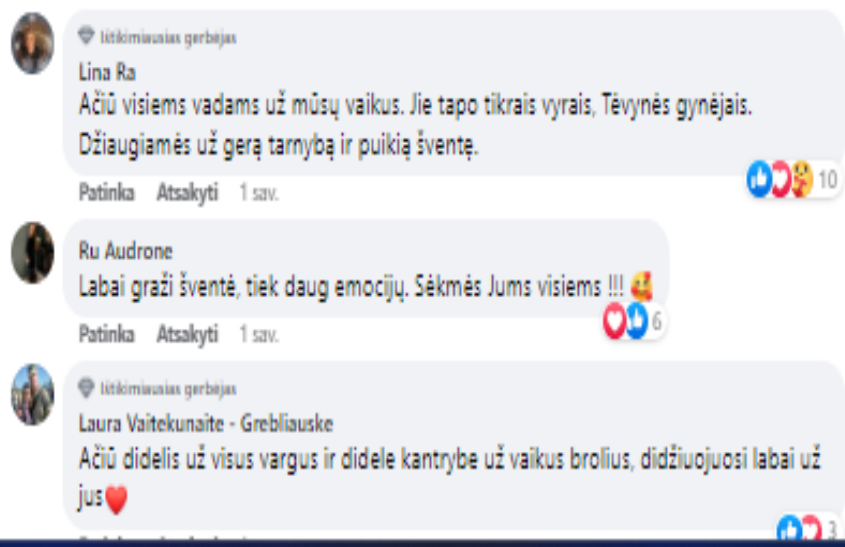 Ištikimiausias gerbėjas
Lina Ra
Ačiū visiems vadams už mūsų vaikus. Jie tapo tikrais vyrais, Tėvynės gynėjais.
Džiaugiamės už gerą tarnybą ir puikią šventę.
Patinka Atsakyti 1 sav.
10
Ru Audrone
Labai graži šventė, tiek daug emocijų. Sėkmės Jums visiems !!! 🥰
Patinka Atsakyti 1 sav.
6
Ištikimiausias gerbėjas
Laura Vaitekunaite - Grebliauske
Ačiū didelis už visus vargus ir didele kantrybe už vaikus brolius, didžiuojuosi labai už
jus❤️
3